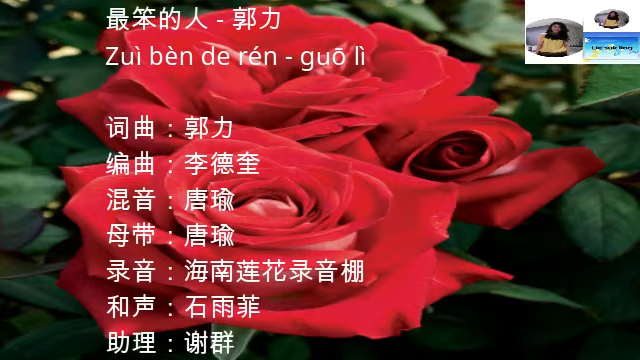 最笨的人 - 郭力
Zuì bèn de rén - guō lì
词曲：郭力
编曲：李德奎
混音：唐瑜
母带：唐瑜
录音：海南莲花录音棚
和声：石雨菲
助理：谢群